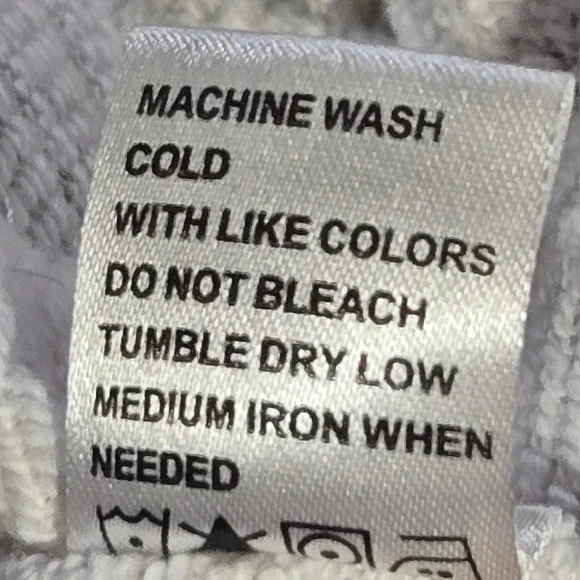 MACHINE WASH
COLD
WITH LIKE COLORS
DO NOT BLEACH
TUMBLE DRY LOW
MEDIUM IRON WHEN
NEEDED